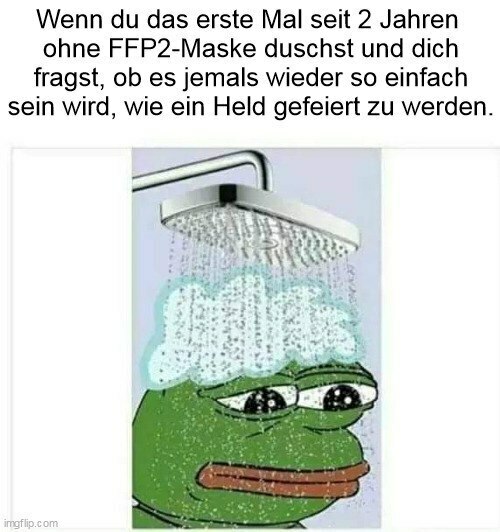 Wenn du das erste Mal seit 2 Jahren
ohne FFP2-Maske duschst und dich
fragst, ob es jemals wieder so einfach
sein wird, wie ein Held gefeiert zu werden.
imgflip.com